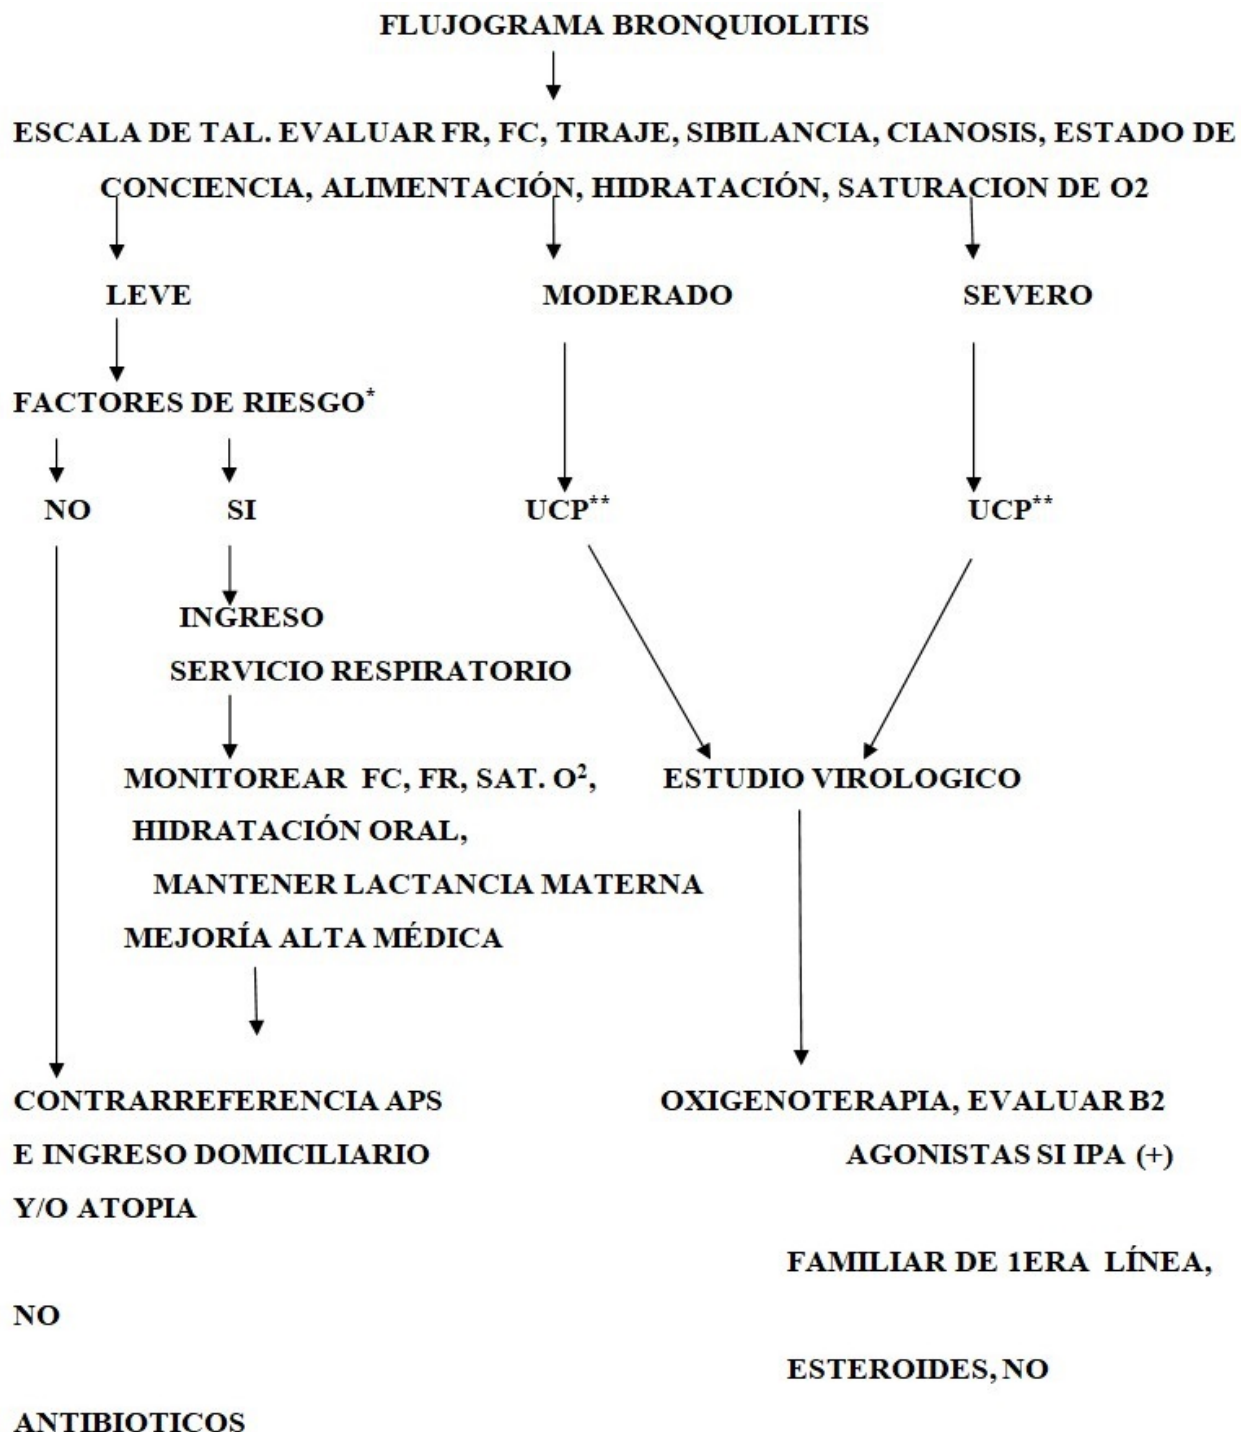 FLUJOGRAMA BRONQUIOLITIS
ESCALA DE TAL. EVALUAR FR, FC, TIRAJE, SIBILANCIA, CIANOSIS, ESTADO DE
CONCIENCIA, ALIMENTACIÓN, HIDRATACIÓN, SATURACION DE O2
LEVE
MODERADO
SEVERO
FACTORES DE RIESGO*
NO
SI
UCP**
UCP**
INGRESO
SERVICIO RESPIRATORIO
MONITOREAR FC, FR, SAT. O²,
ESTUDIO VIROLOGICO
HIDRATACIÓN ORAL,
MANTENER LACTANCIA MATERNA
MEJORÍA ALTA MÉDICA
CONTRARREFERENCIA APS
OXIGENOTERAPIA, EVALUAR B2
E INGRESO DOMICILIARIO
AGONISTAS SI IPA (+)
Y/O ATOPIA
FAMILIAR DE 1ERA LÍNEA,
NO
ESTEROIDES, NO
ANTIBIOTICOS